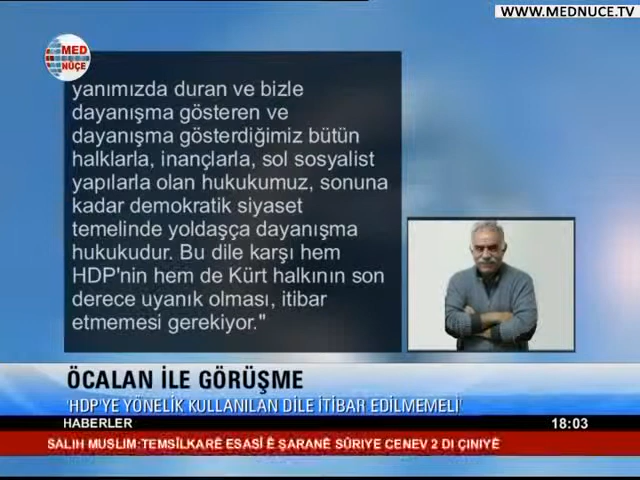 WWW.MEDNUCE.TV
MED
NÛÇE
yanımızda duran ve bizle
dayanışma gösteren ve
dayanışma gösterdiğimiz bütün
halklarla, inançlarla, sol sosyalist
yapılarla olan hukukumuz, sonuna
kadar demokratik siyaset
temelinde yoldaşça dayanışma
hukukudur. Bu dile karşı hem
HDP'nin hem de Kürt halkının son
derece uyanık olması, itibar
etmemesi gerekiyor."
ÖCALAN İLE GÖRÜŞME
'HDP'YE YÖNELİK KULLANILAN DİLE İTİBAR EDİLMEMELİ'
HABERLER 18:03
SALIH MUSLIM:TEMSÎLKARÊ ESASÎ Ê ŞARANÊ SÛRIYE CENEV 2 DI ÇINIYÊ